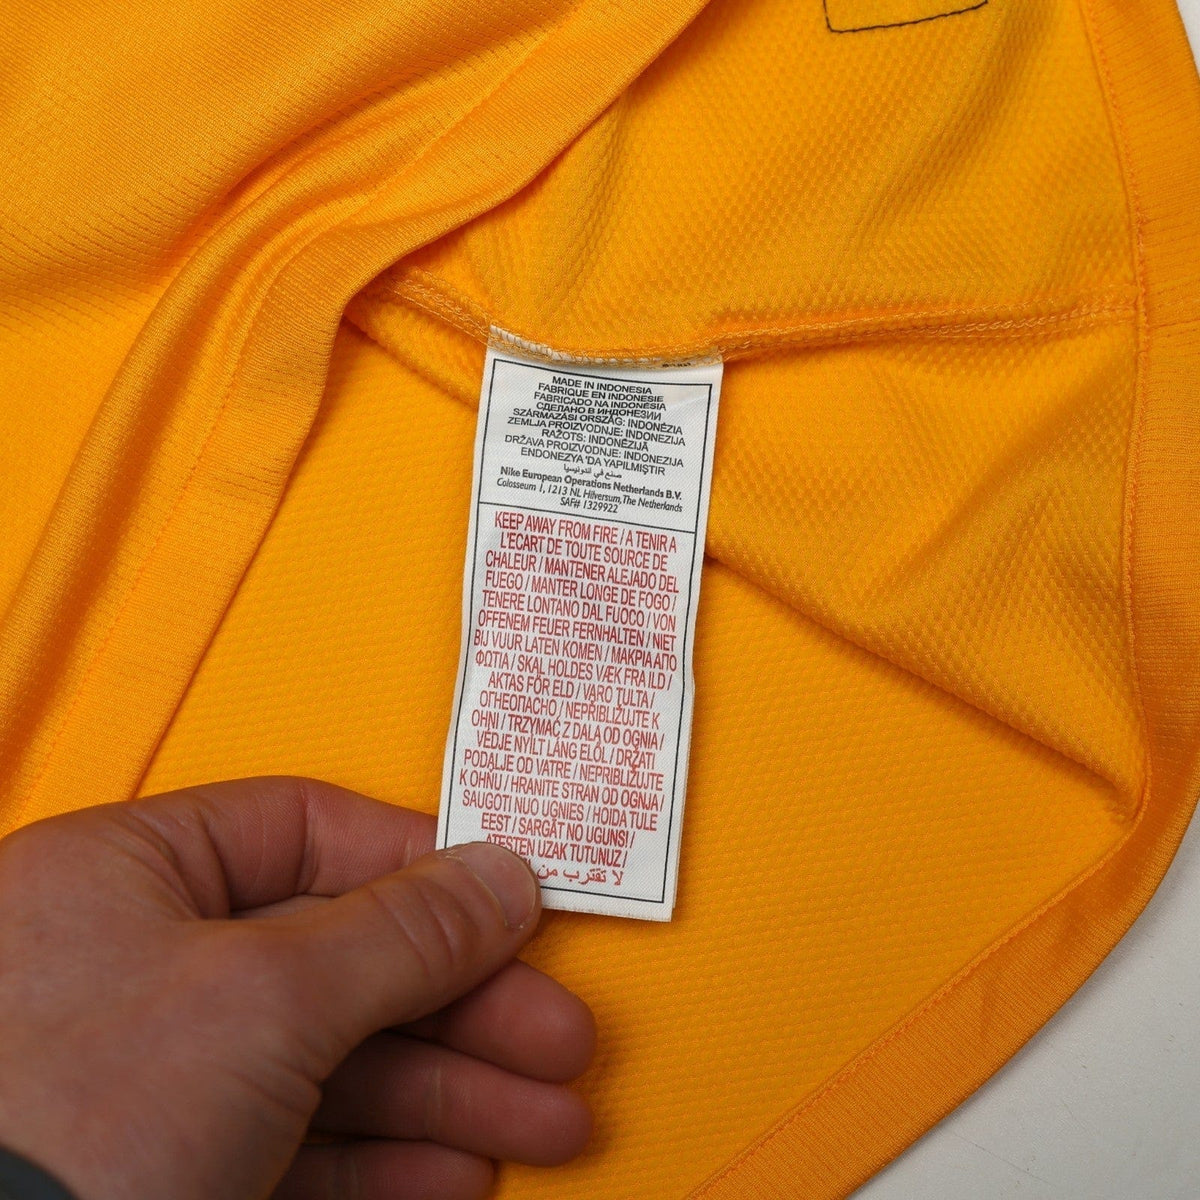 MADE IN INDONESIA
FABRIQUE EN INDONESIE
FABRICADO NA INDONÉSIA
СДЕЛАНО В ИНДОНЕЗИИ
SZÁRMAZÁSI ORSZÁG: INDONÉZIA
ZEMLJA PROIZVODNJE: INDONEZIJA
RAŽOTS: INDONĒZIJĀ
DRŽAVA PROIZVODNJE: INDONEZIJA
ENDONEZYA 'DA YAPILMIŞTIR
صنع في اندونيسيا
Nike European Operations Netherlands B.V.
Colosseum 1, 1213 NL Hilversum, The Netherlands
SAF# 1329922
KEEP AWAY FROM FIRE / A TENIR A
L'ECART DE TOUTE SOURCE DE
CHALEUR / MANTENER ALEJADO DEL
FUEGO / MANTER LONGE DE FOGO /
TENERE LONTANO DAL FUOCO / VON
OFFENEM FEUER FERNHALTEN / NIET
BIJ VUUR LATEN KOMEN / ΜΑΚΡΙΑ ΑΠΟ
ΦΩΤΙΑ / SKAL HOLDES VÆK FRA ILD /
AKTAS FÖR ELD / VARO TULTA /
ОГНЕОПАСНО / NEPŘIBLIŽUJTE K
OHNI / TRZYMAĆ Z DALA OD OGNIA /
VÉDJE NYÍLT LÁNG ELŐL / DRŽATI
PODALJE OD VATRE / NEPRIBLIŽUJTE
K OHŇU / HRANITE STRAN OD OGNJA /
SAUGOTI NUO UGNIES / HOIDA TULE
EEST / SARGĀT NO UGUNS! /
ATEŞTEN UZAK TUTUNUZ /
لا تقترب من